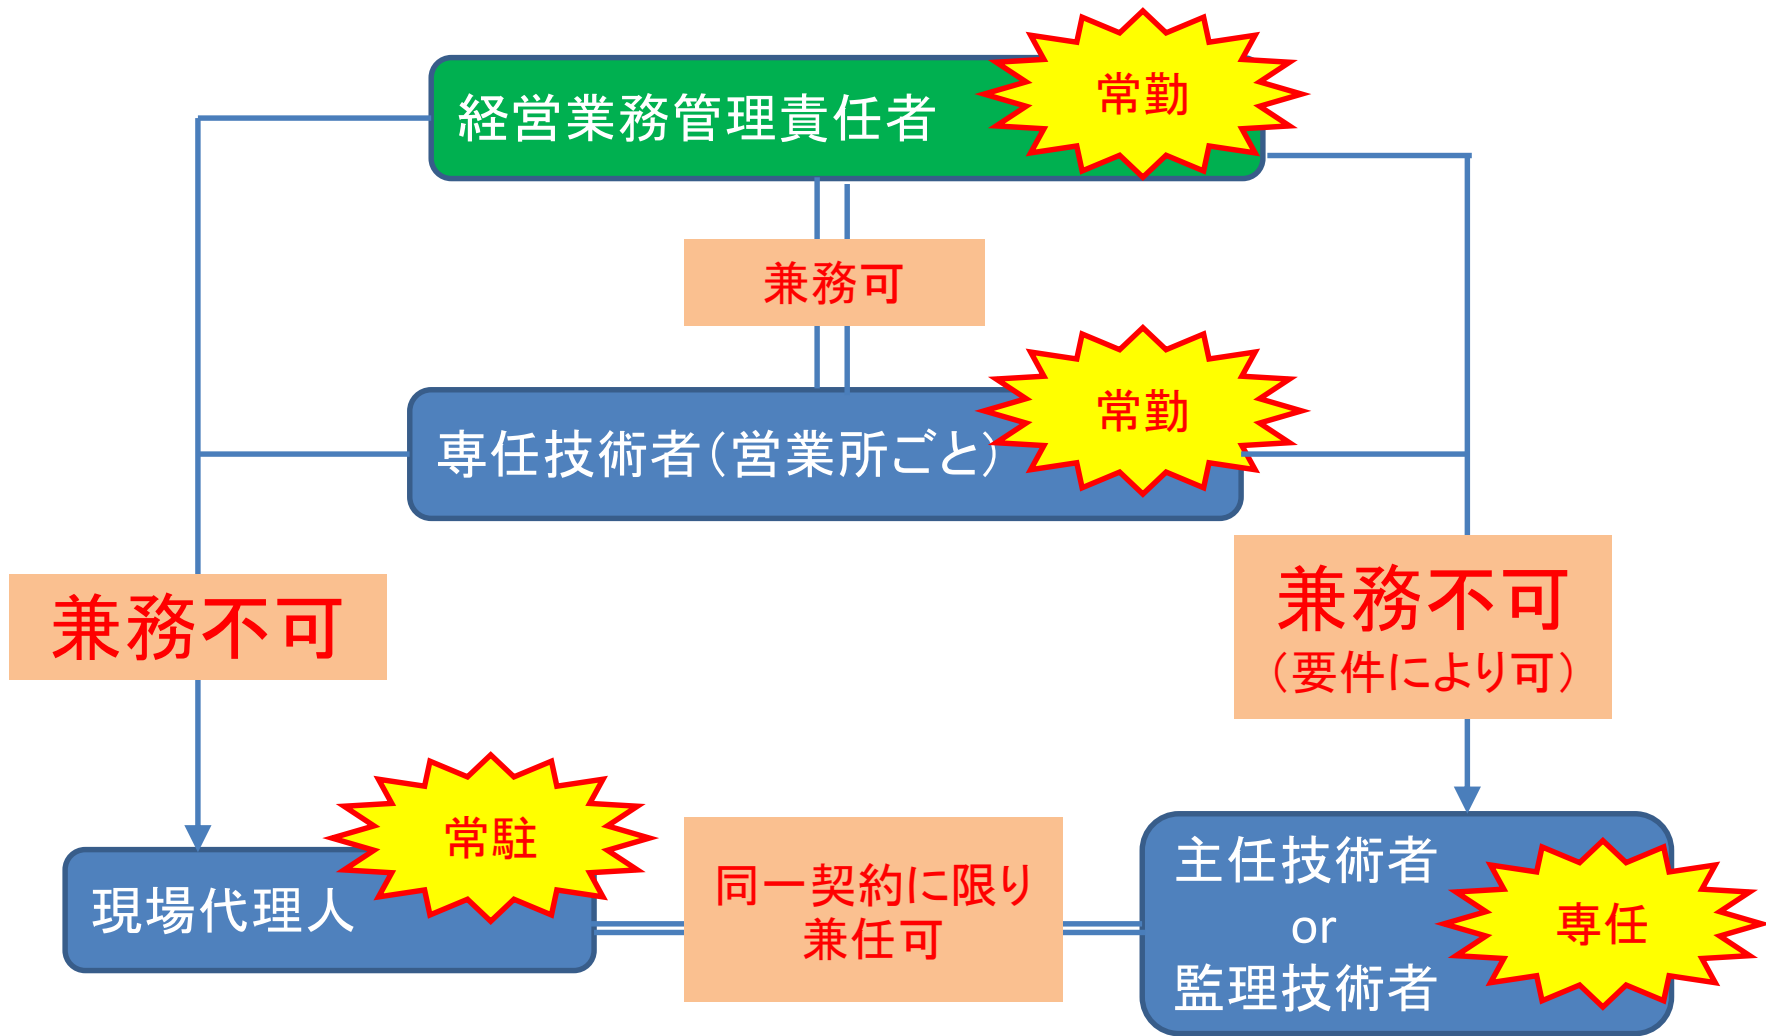 経営業務管理責任者
常勤
兼務可
専任技術者（営業所ごと）
常勤
兼務不可
兼務不可
（要件により可）
現場代理人
常駐
同一契約に限り
兼任可
主任技術者
or
監理技術者
専任